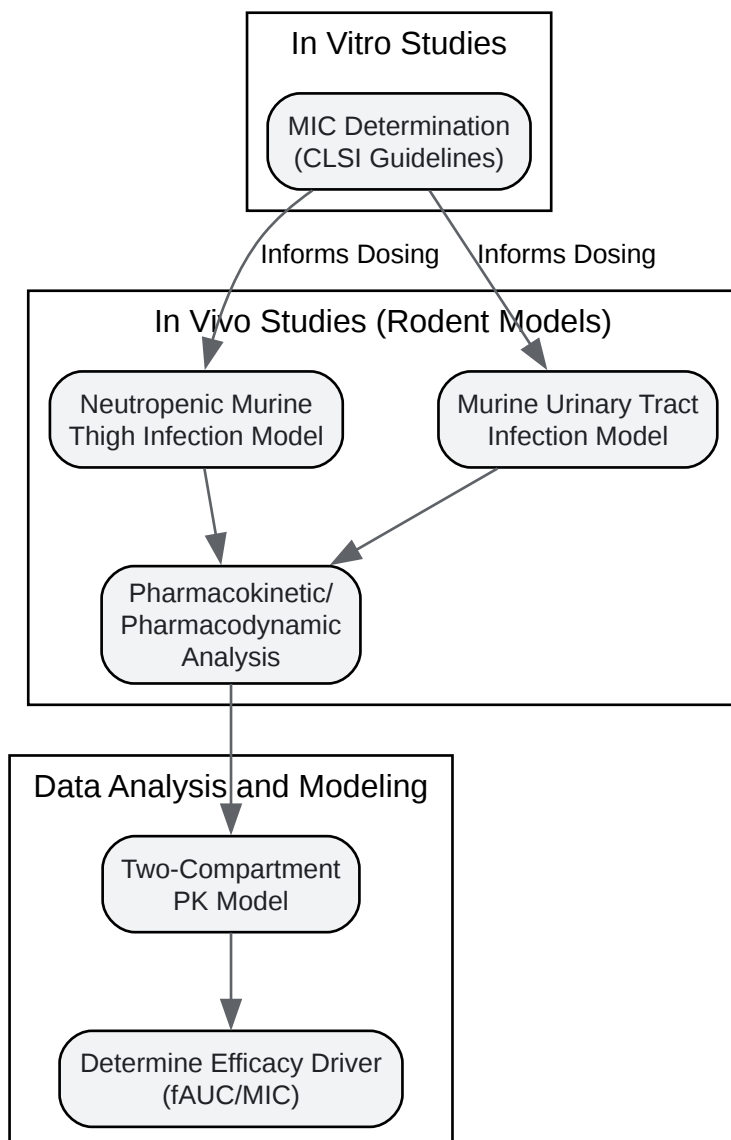 In Vitro Studies
MIC Determination
(CLSI Guidelines)
Informs Dosing
Informs Dosing
In Vivo Studies (Rodent Models)
Neutropenic Murine
Thigh Infection Model
Murine Urinary Tract
Infection Model
Pharmacokinetic/
Pharmacodynamic
Analysis
Data Analysis and Modeling
Two-Compartment
PK Model
Determine Efficacy Driver
(fAUC/MIC)